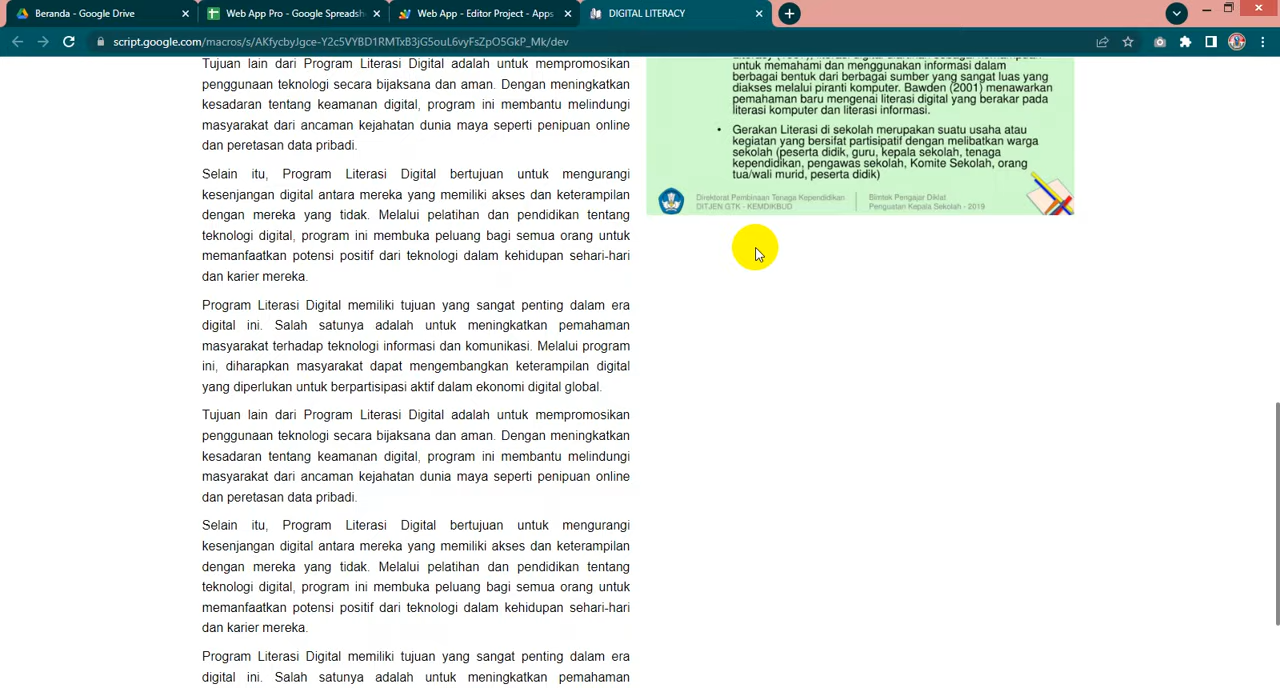 Beranda - Google Drive
Web App Pro - Google Spreadsh
Web App - Editor Project - Apps
DIGITAL LITERACY
script.google.com/macros/s/AKfycbyJgce-Y2c5VYBD1RMTxB3jG5ouL6vyFsZpO5GkP_Mk/dev
Tujuan lain dari Program Literasi Digital adalah untuk mempromosikan
penggunaan teknologi secara bijaksana dan aman. Dengan meningkatkan
kesadaran tentang keamanan digital, program ini membantu melindungi
masyarakat dari ancaman kejahatan dunia maya seperti penipuan online
dan peretasan data pribadi.
Selain itu, Program Literasi Digital bertujuan untuk mengurangi
kesenjangan digital antara mereka yang memiliki akses dan keterampilan
dengan mereka yang tidak. Melalui pelatihan dan pendidikan tentang
teknologi digital, program ini membuka peluang bagi semua orang untuk
memanfaatkan potensi positif dari teknologi dalam kehidupan sehari-hari
dan karier mereka.
Program Literasi Digital memiliki tujuan yang sangat penting dalam era
digital ini. Salah satunya adalah untuk meningkatkan pemahaman
masyarakat terhadap teknologi informasi dan komunikasi. Melalui program
ini, diharapkan masyarakat dapat mengembangkan keterampilan digital
yang diperlukan untuk berpartisipasi aktif dalam ekonomi digital global.
Tujuan lain dari Program Literasi Digital adalah untuk mempromosikan
penggunaan teknologi secara bijaksana dan aman. Dengan meningkatkan
kesadaran tentang keamanan digital, program ini membantu melindungi
masyarakat dari ancaman kejahatan dunia maya seperti penipuan online
dan peretasan data pribadi.
Selain itu, Program Literasi Digital bertujuan untuk mengurangi
kesenjangan digital antara mereka yang memiliki akses dan keterampilan
dengan mereka yang tidak. Melalui pelatihan dan pendidikan tentang
teknologi digital, program ini membuka peluang bagi semua orang untuk
memanfaatkan potensi positif dari teknologi dalam kehidupan sehari-hari
dan karier mereka.
Program Literasi Digital memiliki tujuan yang sangat penting dalam era
digital ini. Salah satunya adalah untuk meningkatkan pemahaman
untuk memahami dan menggunakan informasi dalam
berbagai bentuk dari berbagai sumber yang sangat luas yang
diakses melalui piranti komputer. Bawden (2001) menawarkan
pemahaman baru mengenai literasi digital yang berakar pada
literasi komputer dan literasi informasi.
• Gerakan Literasi di sekolah merupakan suatu usaha atau
kegiatan yang bersifat partisipatif dengan melibatkan warga
sekolah (peserta didik, guru, kepala sekolah, tenaga
kependidikan, pengawas sekolah, Komite Sekolah, orang
tua/wali murid, peserta didik)
Direktorat Pembinaan Tenaga Kependidikan
DITJEN GTK - KEMDIKBUD
Bimtek Pengajar Diklat
Penguatan Kepala Sekolah - 2019